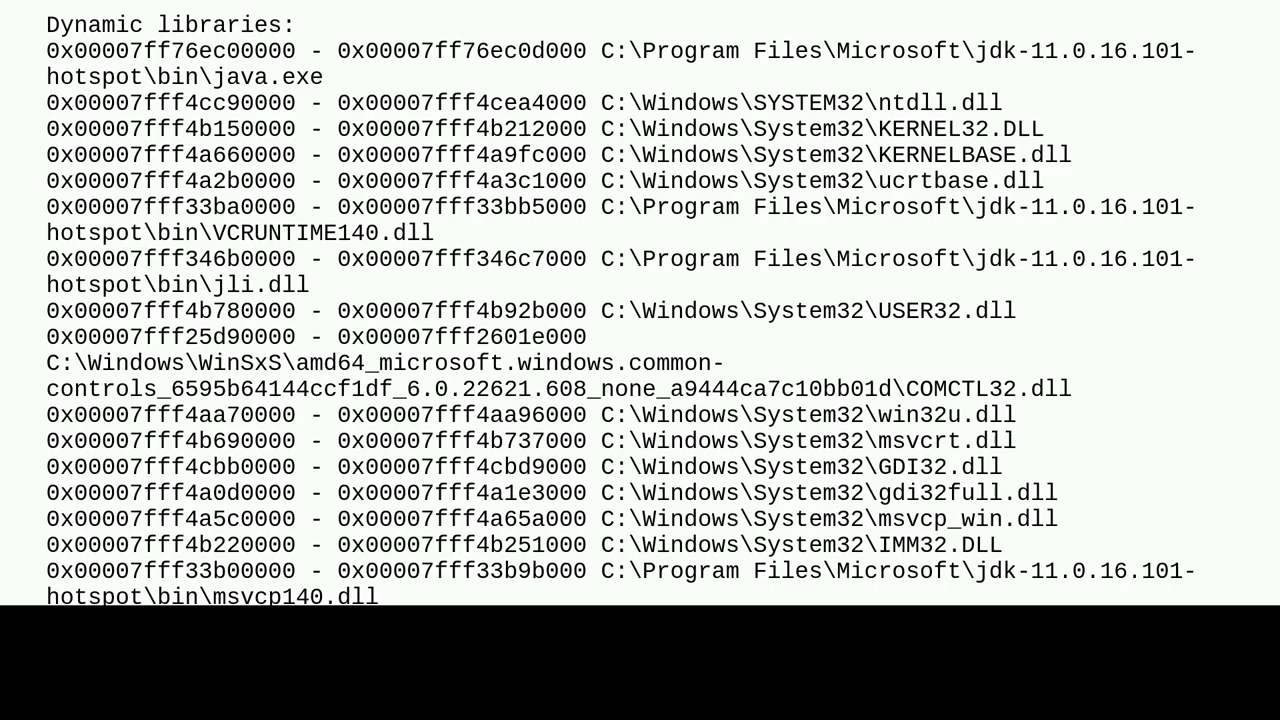 Dynamic libraries:
0x00007ff76ec00000 - 0x00007ff76ec0d000 C:\Program Files\Microsoft\jdk-11.0.16.101-
hotspot\bin\java.exe
0x00007fff4cc90000 - 0x00007fff4cea4000 C:\Windows\SYSTEM32\ntdll.dll
0x00007fff4b150000 - 0x00007fff4b212000 C:\Windows\System32\KERNEL32.DLL
0x00007fff4a660000 - 0x00007fff4a9fc000 C:\Windows\System32\KERNELBASE.dll
0x00007fff4a2b0000 - 0x00007fff4a3c1000 C:\Windows\System32\ucrtbase.dll
0x00007fff33ba0000 - 0x00007fff33bb5000 C:\Program Files\Microsoft\jdk-11.0.16.101-
hotspot\bin\VCRUNTIME140.dll
0x00007fff346b0000 - 0x00007fff346c7000 C:\Program Files\Microsoft\jdk-11.0.16.101-
hotspot\bin\jli.dll
0x00007fff4b780000 - 0x00007fff4b92b000 C:\Windows\System32\USER32.dll
0x00007fff25d90000 - 0x00007fff2601e000
C:\Windows\WinSxS\amd64_microsoft.windows.common-
controls_6595b64144ccf1df_6.0.22621.608_none_a9444ca7c10bb01d\COMCTL32.dll
0x00007fff4aa70000 - 0x00007fff4aa96000 C:\Windows\System32\win32u.dll
0x00007fff4b690000 - 0x00007fff4b737000 C:\Windows\System32\msvcrt.dll
0x00007fff4cbb0000 - 0x00007fff4cbd9000 C:\Windows\System32\GDI32.dll
0x00007fff4a0d0000 - 0x00007fff4a1e3000 C:\Windows\System32\gdi32full.dll
0x00007fff4a5c0000 - 0x00007fff4a65a000 C:\Windows\System32\msvcp_win.dll
0x00007fff4b220000 - 0x00007fff4b251000 C:\Windows\System32\IMM32.DLL
0x00007fff33b00000 - 0x00007fff33b9b000 C:\Program Files\Microsoft\jdk-11.0.16.101-
hotspot\bin\msvcp140.dll